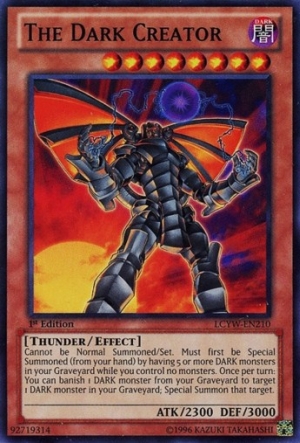 THE DARK CREATOR
DARK
闇
1st Edition
LCYW-EN210
[THUNDER / EFFECT]
Cannot be Normal Summoned/Set. Must first be Special
Summoned (from your hand) by having 5 or more DARK monsters
in your Graveyard while you control no monsters. Once per turn:
You can banish 1 DARK monster from your Graveyard to target
1 DARK monster in your Graveyard; Special Summon that target.
ATK/2300 DEF/3000
92719314
©1996 KAZUKI TAKAHASHI